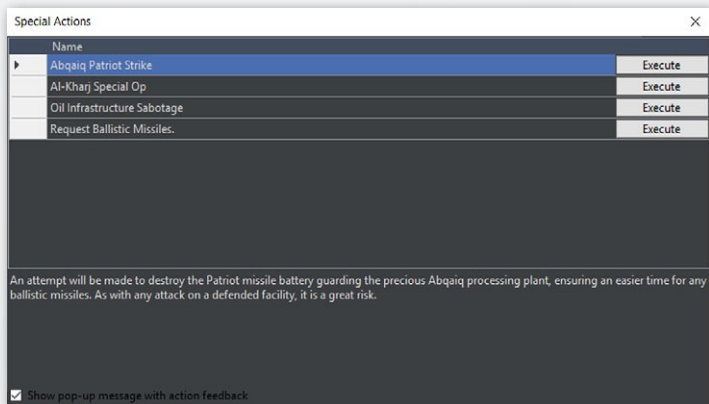 Special Actions
Name
Abqaiq Patriot Strike Execute
Al-Kharj Special Op Execute
Oil Infrastructure Sabotage Execute
Request Ballistic Missiles. Execute
An attempt will be made to destroy the Patriot missile battery guarding the precious Abqaiq processing plant, ensuring an easier time for any
ballistic missiles. As with any attack on a defended facility, it is a great risk.
Show pop-up message with action feedback